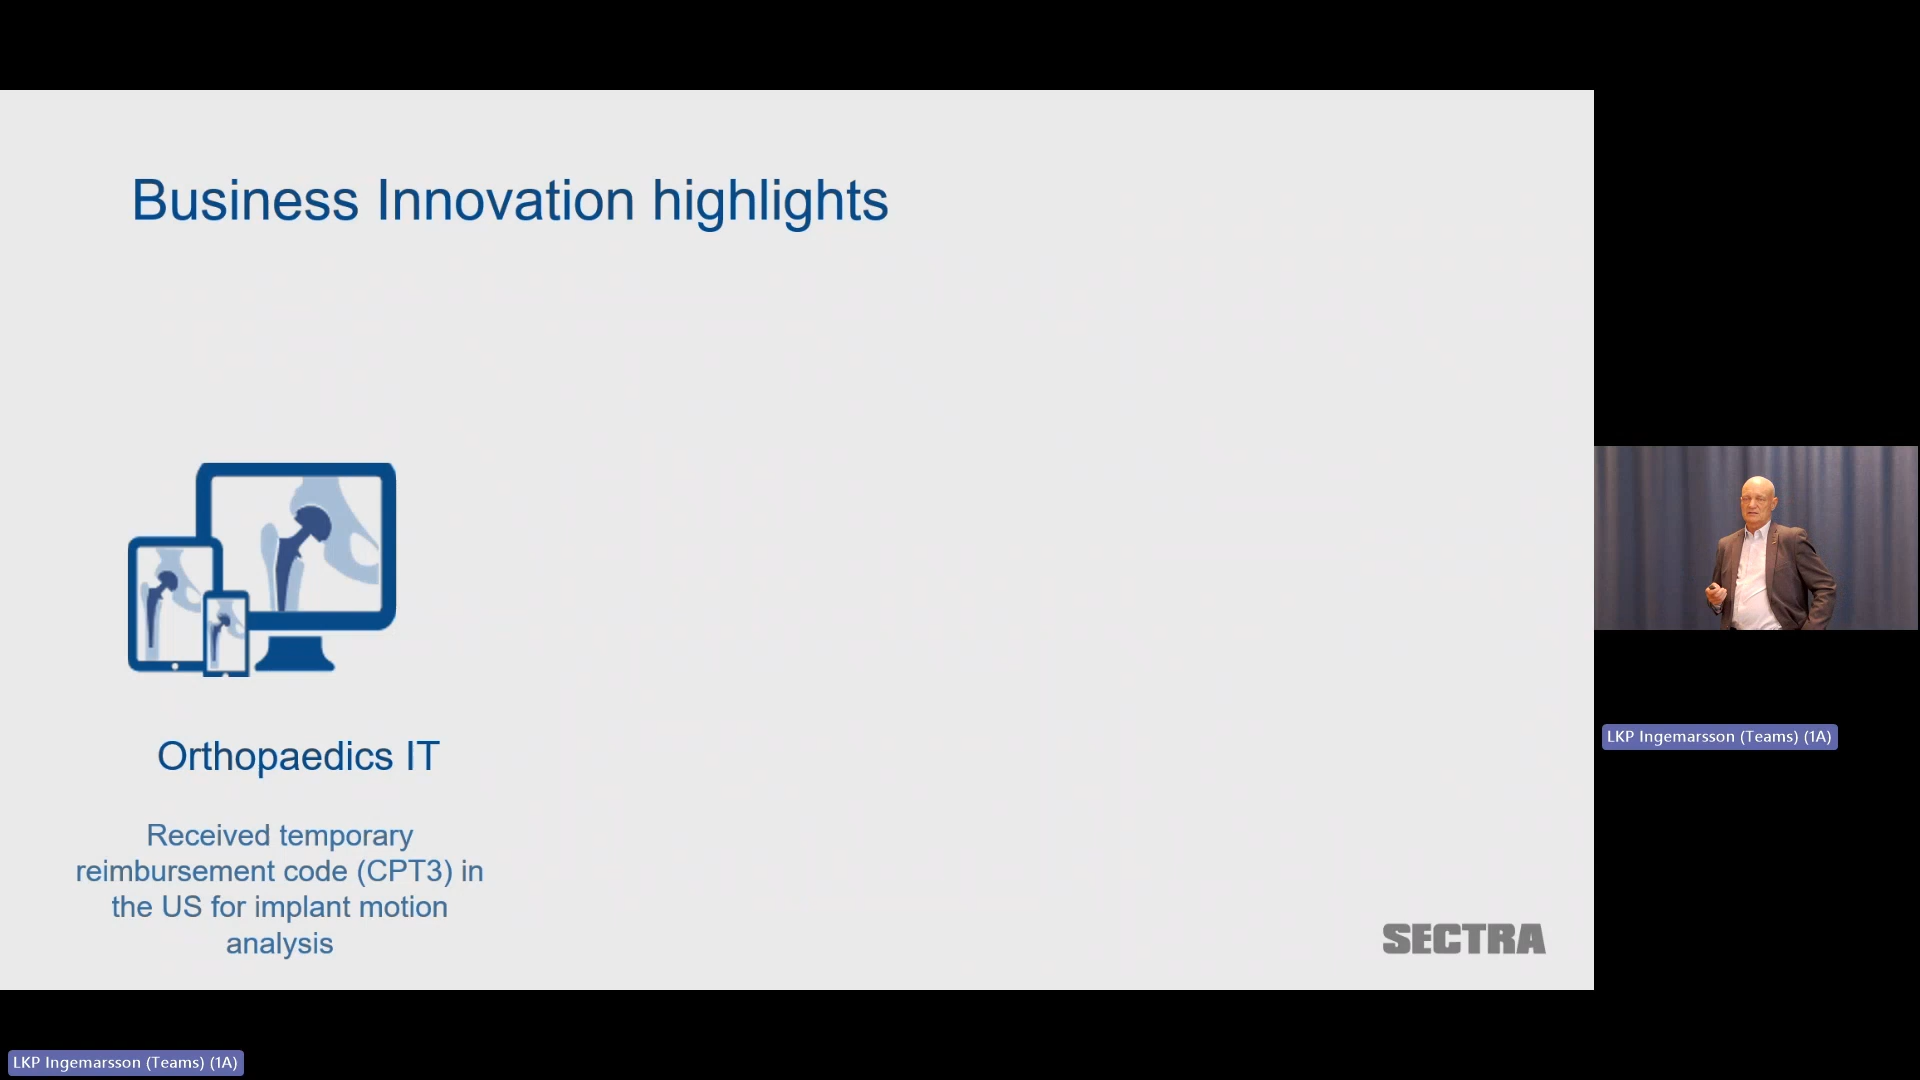 Business Innovation highlights
Orthopaedics IT
Received temporary
reimbursement code (CPT3) in
the US for implant motion
analysis
SECTRA
LKP Ingemarsson (Teams) (1A)
LKP Ingemarsson (Teams) (1A)